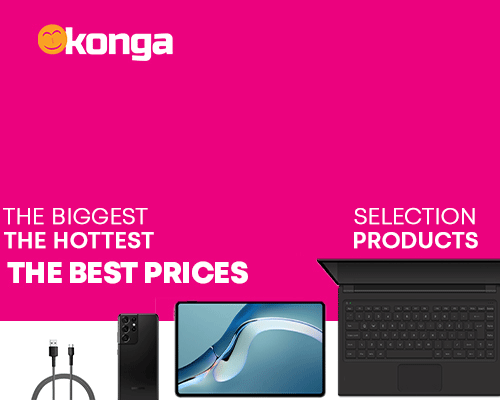 konga
THE BIGGEST SELECTION
THE HOTTEST PRODUCTS
THE BEST PRICES